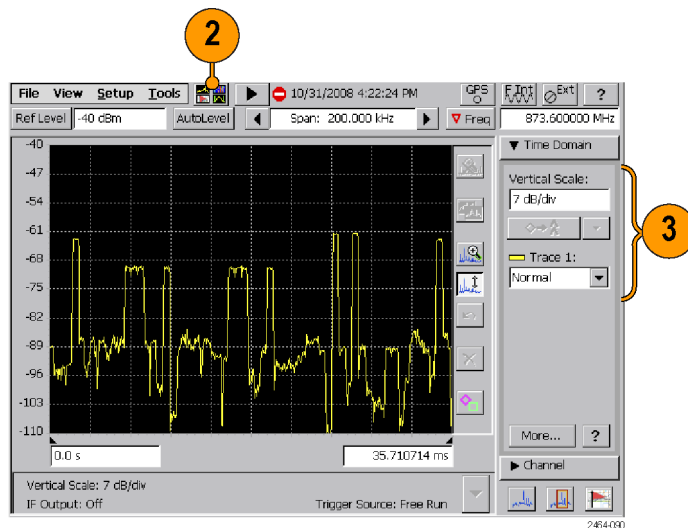 2
File View Setup Tools 10/31/2008 4:22:24 PM GPS F Int Ext ?
Ref Level -40 dBm AutoLevel Span: 200.000 kHz Freq 873.600000 MHz
-40
-47
-54
-61
-68
-75
-82
-89
-96
-103
-110
0.0 s 35.710714 ms
Time Domain
Vertical Scale:
7 dB/div
3
Trace 1:
Normal
More... ?
Channel
Vertical Scale: 7 dB/div
IF Output: Off Trigger Source: Free Run
2464-090